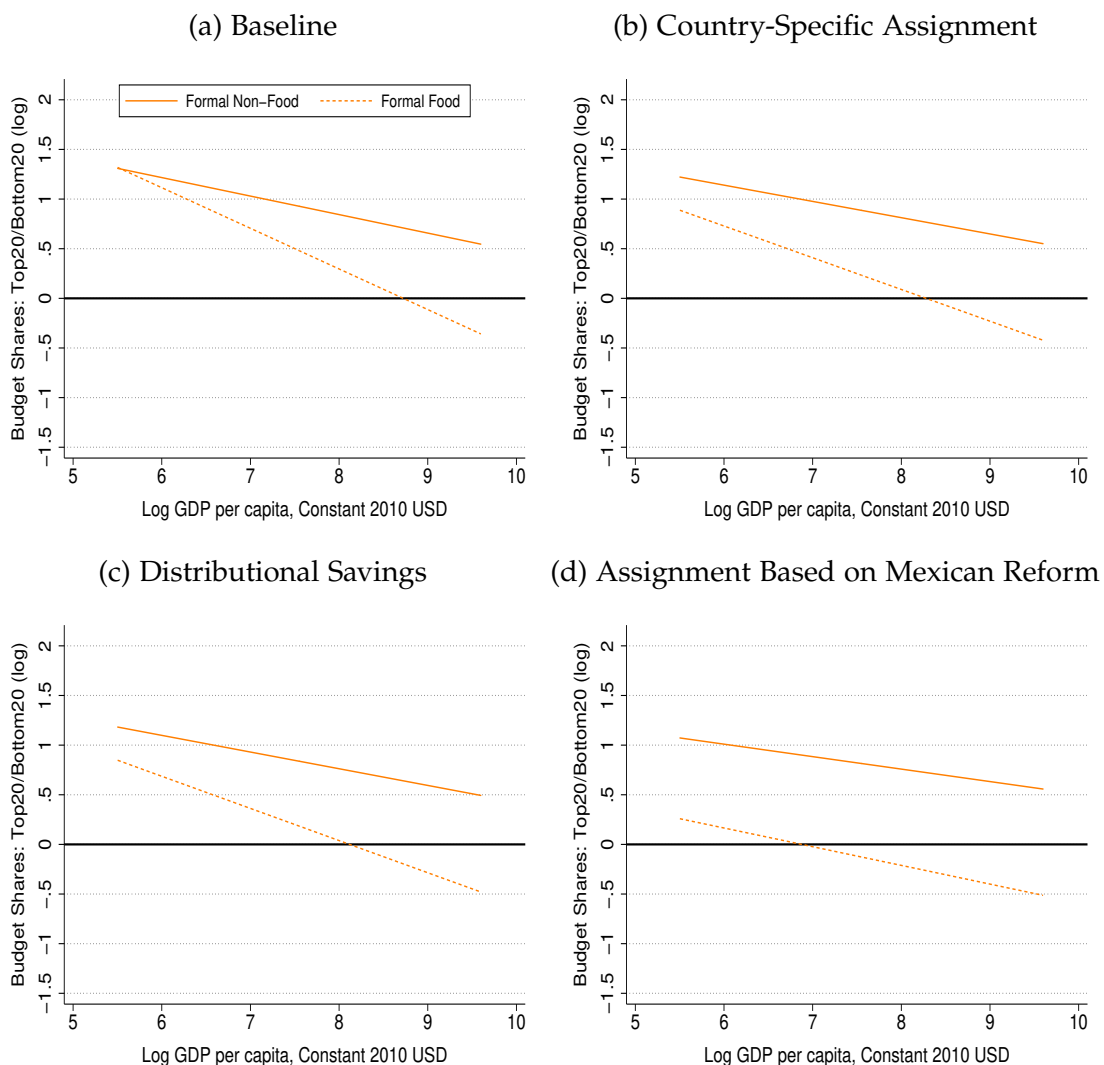 (a) Baseline
(b) Country-Specific Assignment
Budget Shares: Top20/Bottom20 (log)
2
1.5
1
.5
0
−.5
−1
−1.5
Formal Non−Food
Formal Food
5 6 7 8 9 10
Log GDP per capita, Constant 2010 USD
Budget Shares: Top20/Bottom20 (log)
2
1.5
1
.5
0
−.5
−1
−1.5
5 6 7 8 9 10
Log GDP per capita, Constant 2010 USD
(c) Distributional Savings
(d) Assignment Based on Mexican Reform
Budget Shares: Top20/Bottom20 (log)
2
1.5
1
.5
0
−.5
−1
−1.5
5 6 7 8 9 10
Log GDP per capita, Constant 2010 USD
Budget Shares: Top20/Bottom20 (log)
2
1.5
1
.5
0
−.5
−1
−1.5
5 6 7 8 9 10
Log GDP per capita, Constant 2010 USD